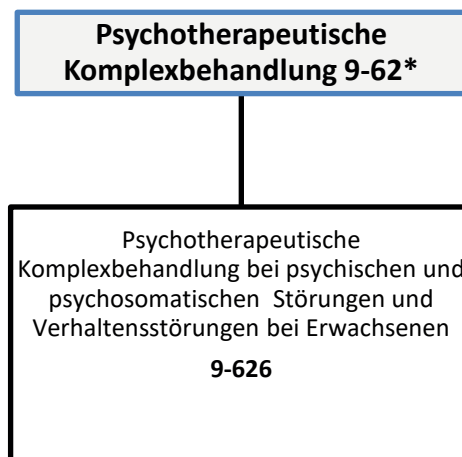 Psychotherapeutische
Komplexbehandlung 9-62*
Psychotherapeutische
Komplexbehandlung bei psychischen und
psychosomatischen Störungen und
Verhaltensstörungen bei Erwachsenen
9-626